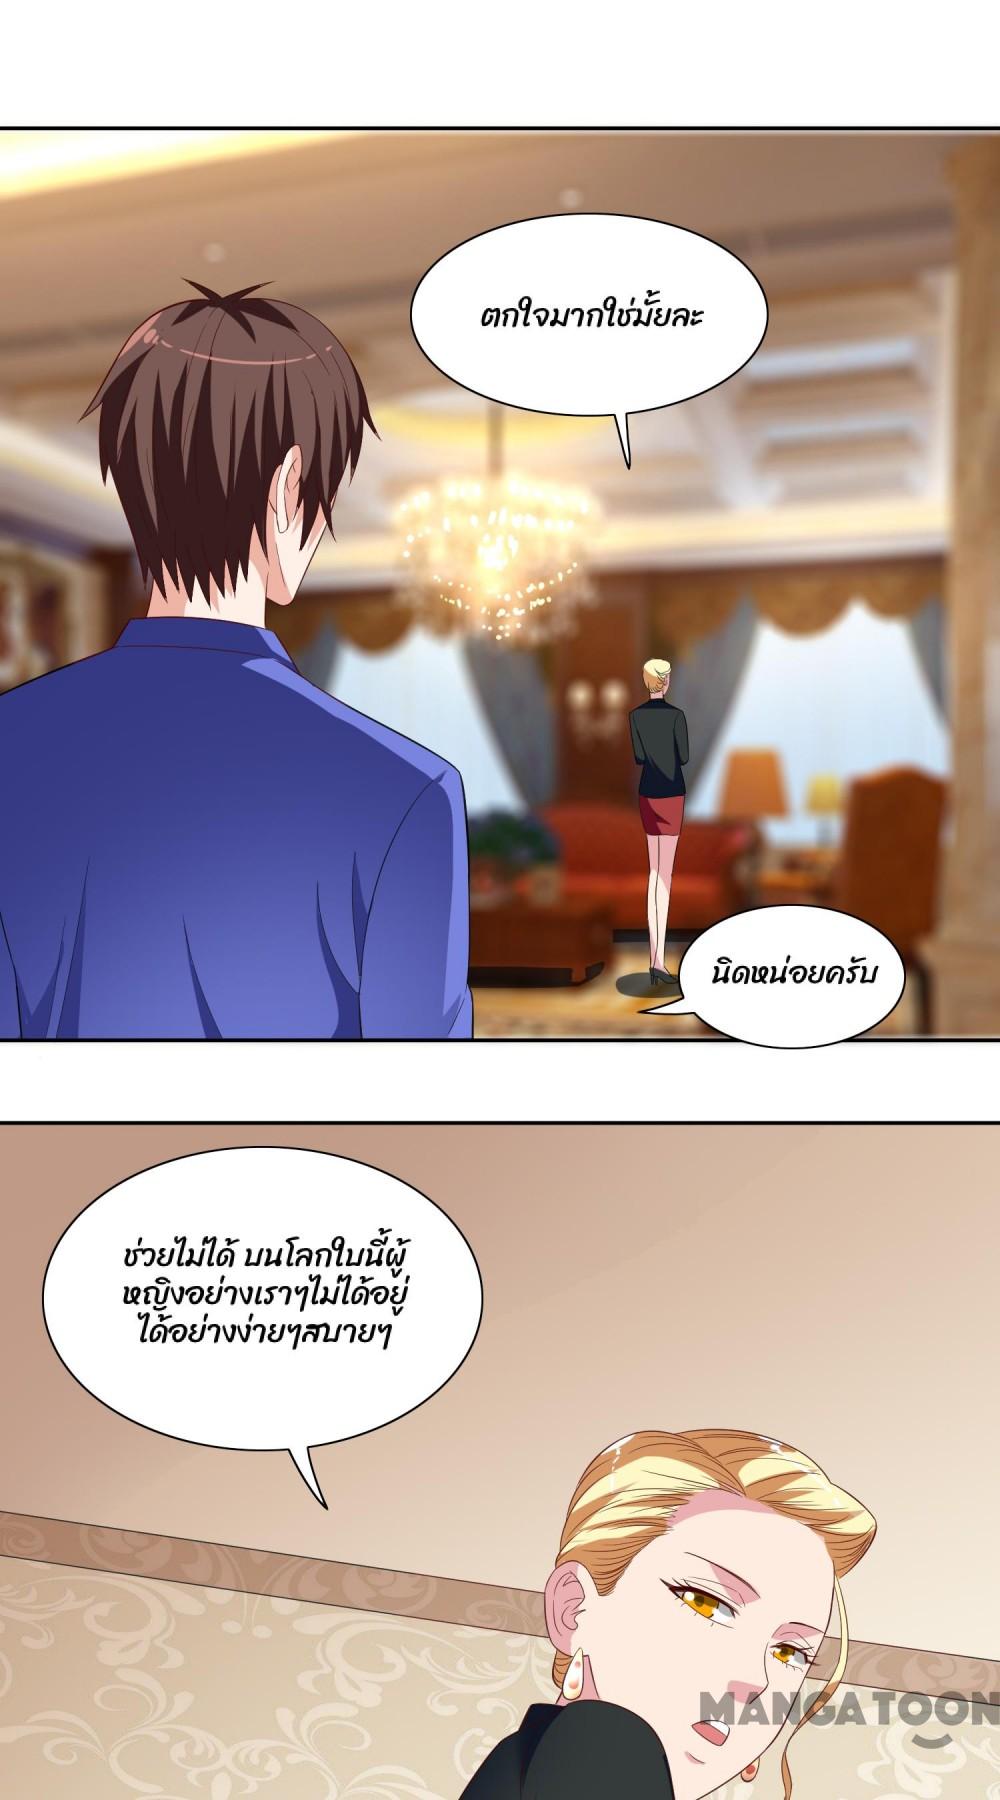 ตกใจมากใช่มั้ยละ
นิดหน่อยครับ
ช่วยไม่ได้ บนโลกใบนี้ผู้
หญิงอย่างเราๆไม่ได้อยู่
ได้อย่างง่ายๆสบายๆ
MANGATOON